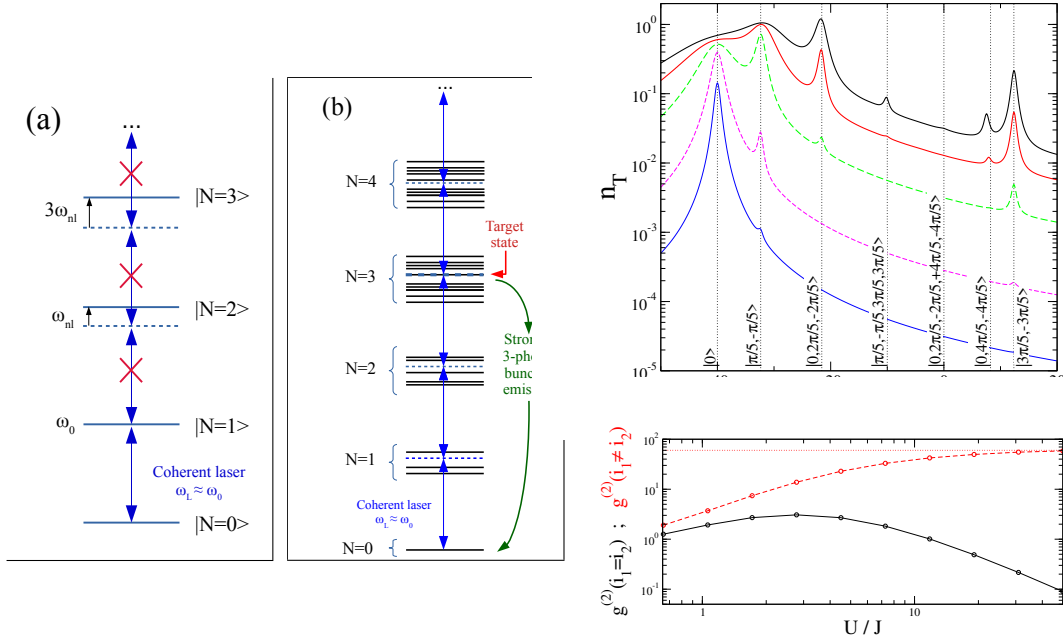 (a)
...
3ω_nl
|N=3>
ω_nl
|N=2>
ω_0
|N=1>
Coherent laser
ω_L ≈ ω_0
|N=0>
(b)
...
N=4
Target
state
N=3
3-pho
N=2
N=1
Coherent laser
ω_L ≈ ω_0
N=0
n_T
10^0
10^-1
10^-2
10^-3
10^-4
10^-5
|0>
|π/5,-π/5>
|0,2π/5,-2π/5>
|π/5,-π/5,3π/5,3π/5>
|0,2π/5,-2π/5,+4π/5,-4π/5>
|0,4π/5,-4π/5>
|3π/5,-3π/5>
g^(2)(i_1=i_2) ; g^(2)(i_1≠i_2)
10^2
10^1
10^0
10^-1
1
10
U / J